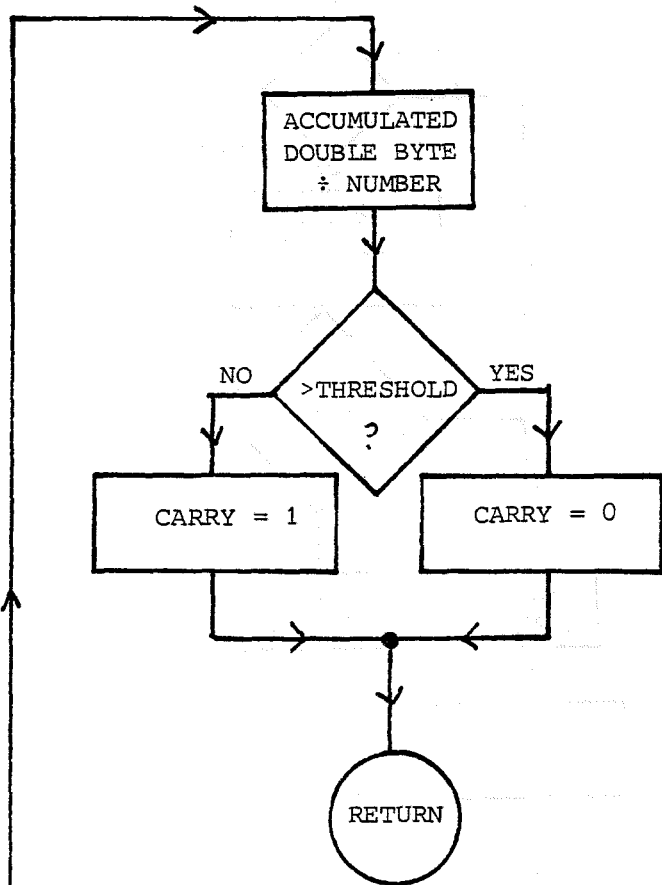 ACCUMULATED
DOUBLE BYTE
÷ NUMBER
NO
YES
>THRESHOLD
?
CARRY = 1
CARRY = 0
RETURN